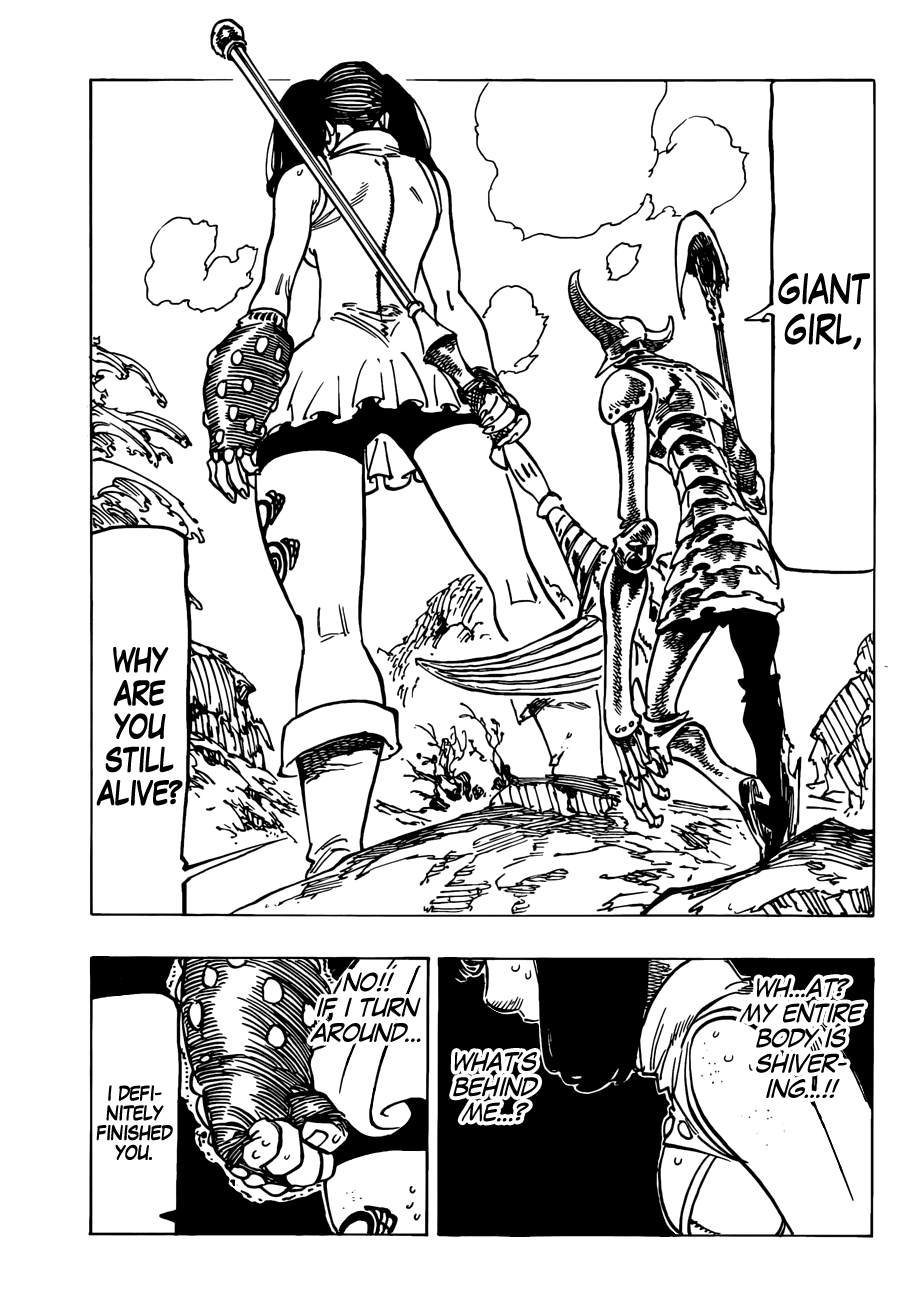 GIANT
GIRL,
WHY
ARE
YOU
STILL
ALIVE?
WH...AT?
MY ENTIRE
BODY IS
SHIVER-
ING...!!
WHAT'S
BEHIND
ME...?
NO!!
IF I TURN
AROUND...
I DEFI-
NITELY
FINISHED
YOU.